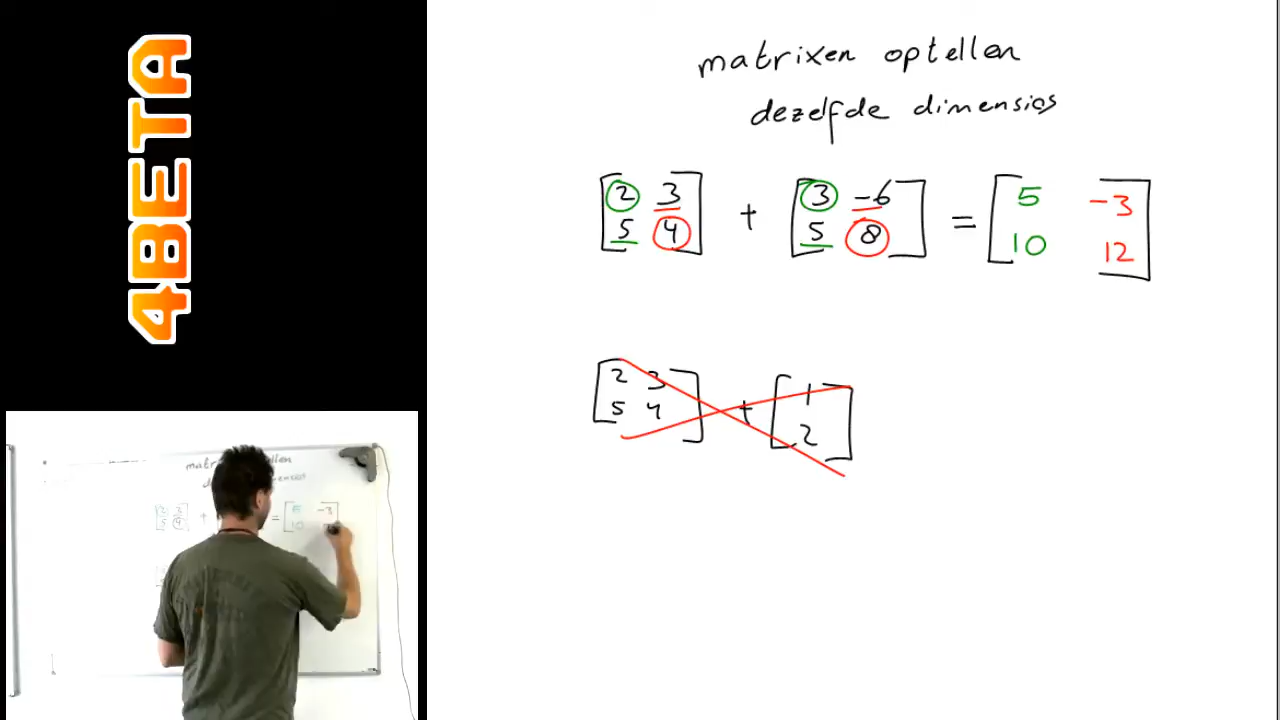 4BETA
matrixen optellen
dezelfde dimensies
[2 3 + [3 -6 = [5 -3
5 4] 5 8] 10 12]
[2 3 + [1
5 4] 2]